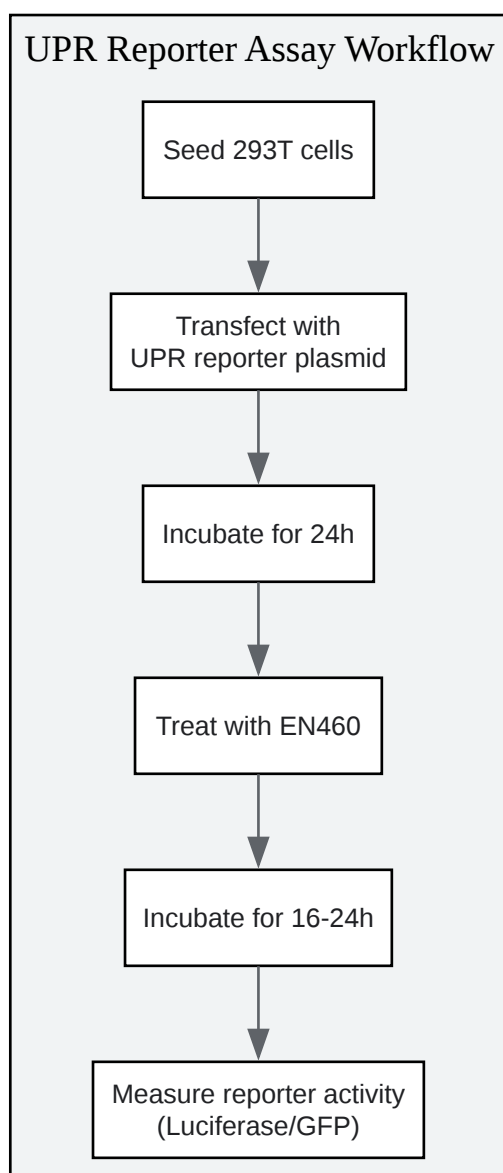 UPR Reporter Assay Workflow
Seed 293T cells
Transfect with
UPR reporter plasmid
Incubate for 24h
Treat with EN460
Incubate for 16-24h
Measure reporter activity
(Luciferase/GFP)